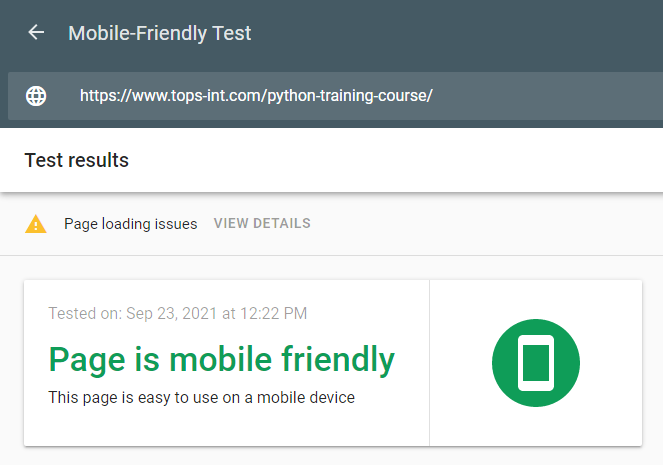 Mobile-Friendly Test
https://www.tops-int.com/python-training-course/
Test results
Page loading issues VIEW DETAILS
Tested on: Sep 23, 2021 at 12:22 PM
Page is mobile friendly
This page is easy to use on a mobile device